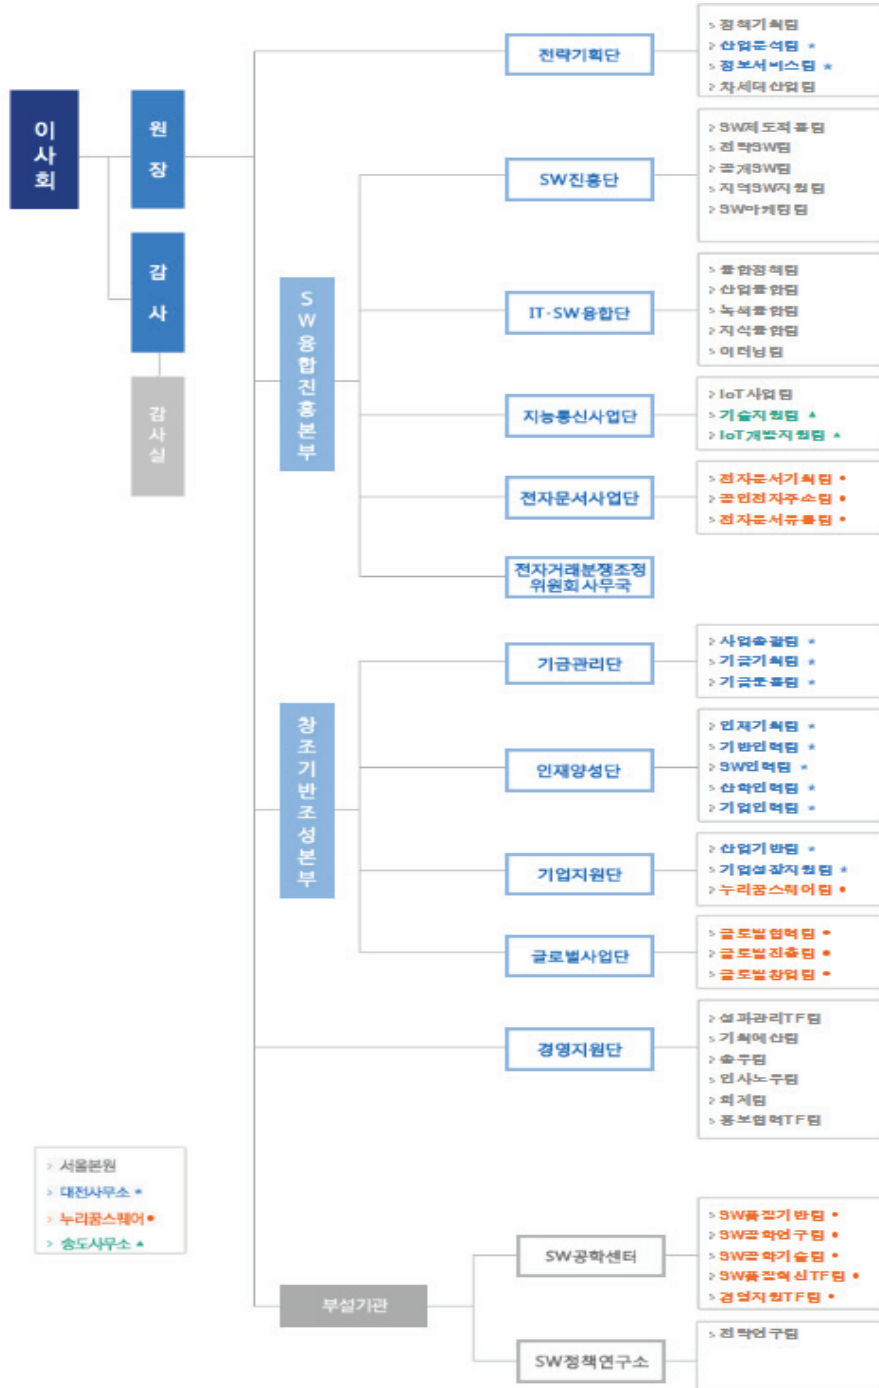 이사회
원장
감사
감사실
전략기획단
> 정책기획팀
> 산업분석팀 *
> 정보서비스팀 *
> 차세대산업팀
SW융합진흥본부
SW진흥단
> SW제도적용팀
> 전략SW팀
> 공개SW팀
> 지역SW지원팀
> SW마케팅팀
IT·SW융합단
> 융합정책팀
> 산업융합팀
> 녹색융합팀
> 지식융합팀
> 이러닝팀
지능통신사업단
> IoT사업팀
> 기술지원팀 ▲
> IoT개발지원팀 ▲
전자문서사업단
> 전자문서기획팀 ●
> 공인전자주소팀 ●
> 전자문서유통팀 ●
전자거래분쟁조정
위원회 사무국
창조기반조성본부
기금관리단
> 사업총괄팀 *
> 기금기획팀 *
> 기금운용팀 *
인재양성단
> 인재기획팀 *
> 기반인력팀 *
> SW인력팀 *
> 산학인력팀 *
> 기업인력팀 *
기업지원단
> 산업기반팀 *
> 기업성장지원팀 *
> 누리꿈스퀘어팀 ●
글로벌사업단
> 글로벌협력팀 ●
> 글로벌진출팀 ●
> 글로벌창업팀 ●
경영지원단
> 성과관리TF팀
> 기획예산팀
> 총무팀
> 인사노무팀
> 회계팀
> 홍보협력TF팀
> 서울본원
> 대전사무소 *
> 누리꿈스퀘어●
> 송도사무소 ▲
부설기관
SW공학센터
> SW품질기반팀 ●
> SW공학연구팀 ●
> SW공학기술팀 ●
> SW품질혁신TF팀 ●
> 경영지원TF팀 ●
SW정책연구소
> 전략연구팀